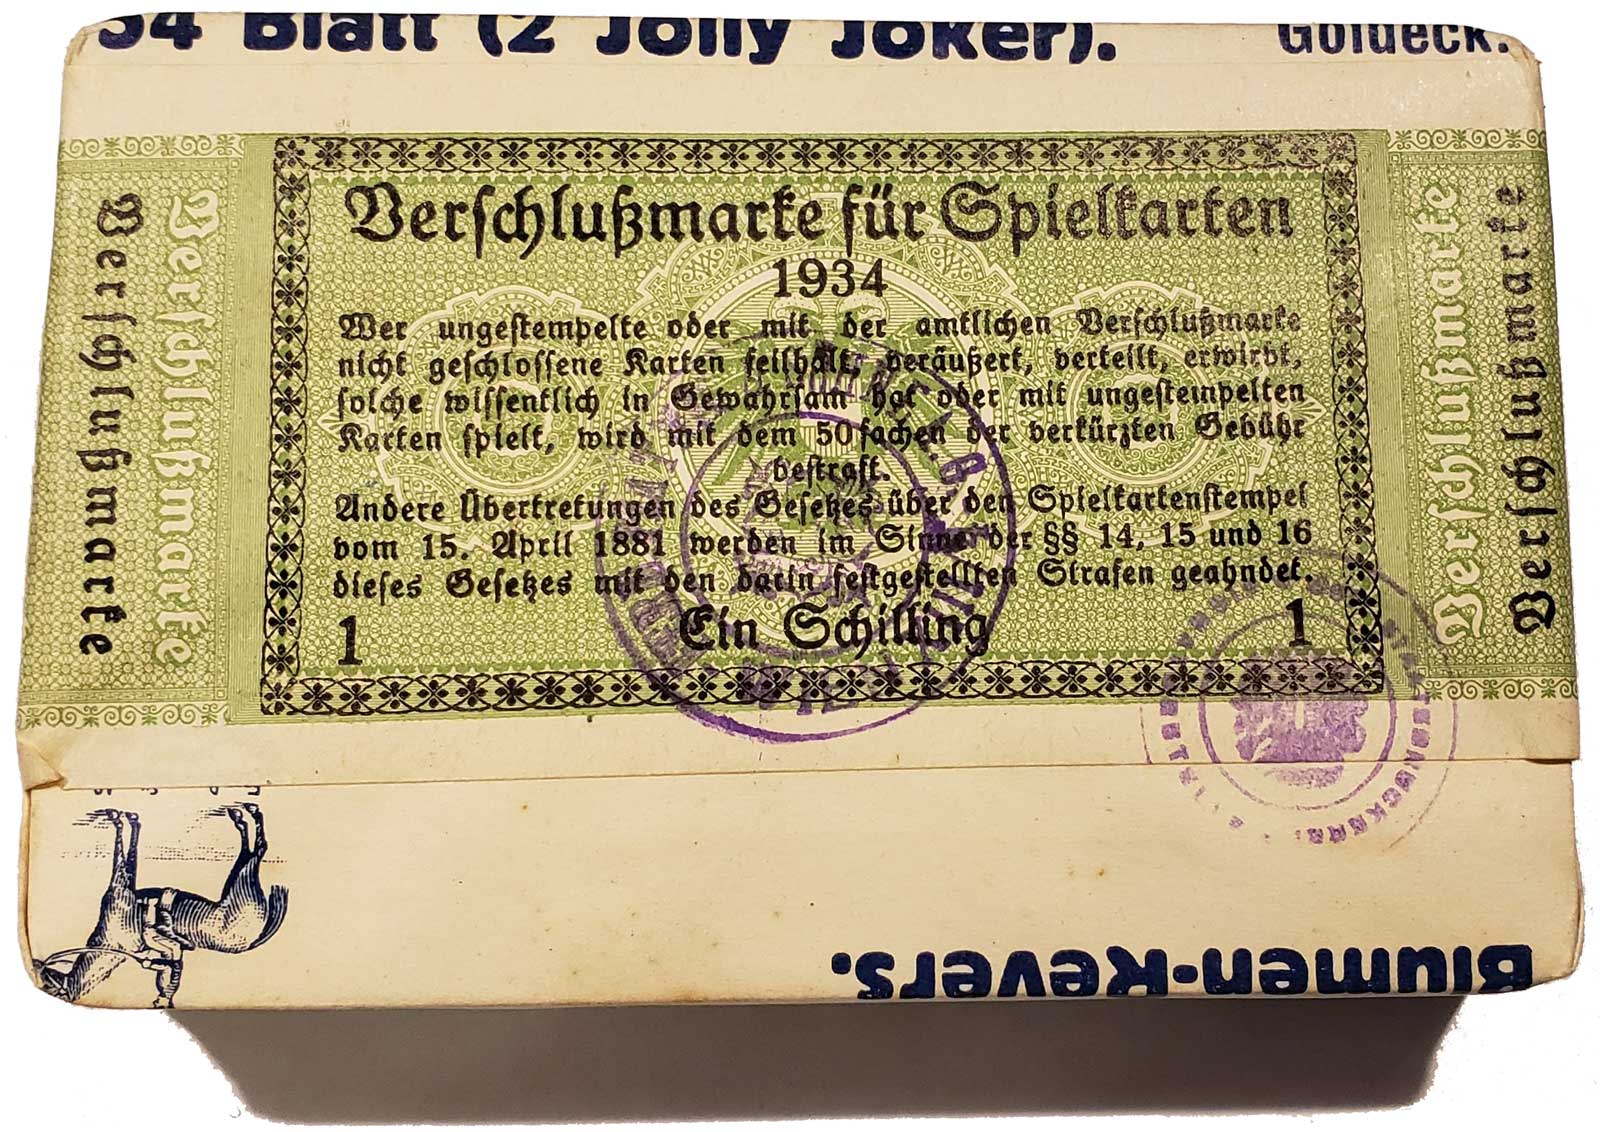 54 Blatt (2 Jolly Joker).
Goldeck.
Verschlußmarke für Spielkarten
1934
Wer ungestempelte oder mit der amtlichen Verschlußmarke
nicht geschlossene Karten feilhält, veräußert, verteilt, erwirbt,
solche wissentlich in Gewahrsam hat oder mit ungestempelten
Karten spielt, wird mit dem 50 fachen der verkürzten Gebühr
bestraft.
Andere Übertretungen des Gesetzes über den Spielkartenstempel
vom 15. April 1881 werden im Sinne der §§ 14, 15 und 16
dieses Gesetzes mit den darin festgestellten Strafen geahndet.
1 Ein Schilling 1
Verschlußmarke
Verschlußmarke
Verschlußmarke
Verschlußmarke
Blumen-Revers.